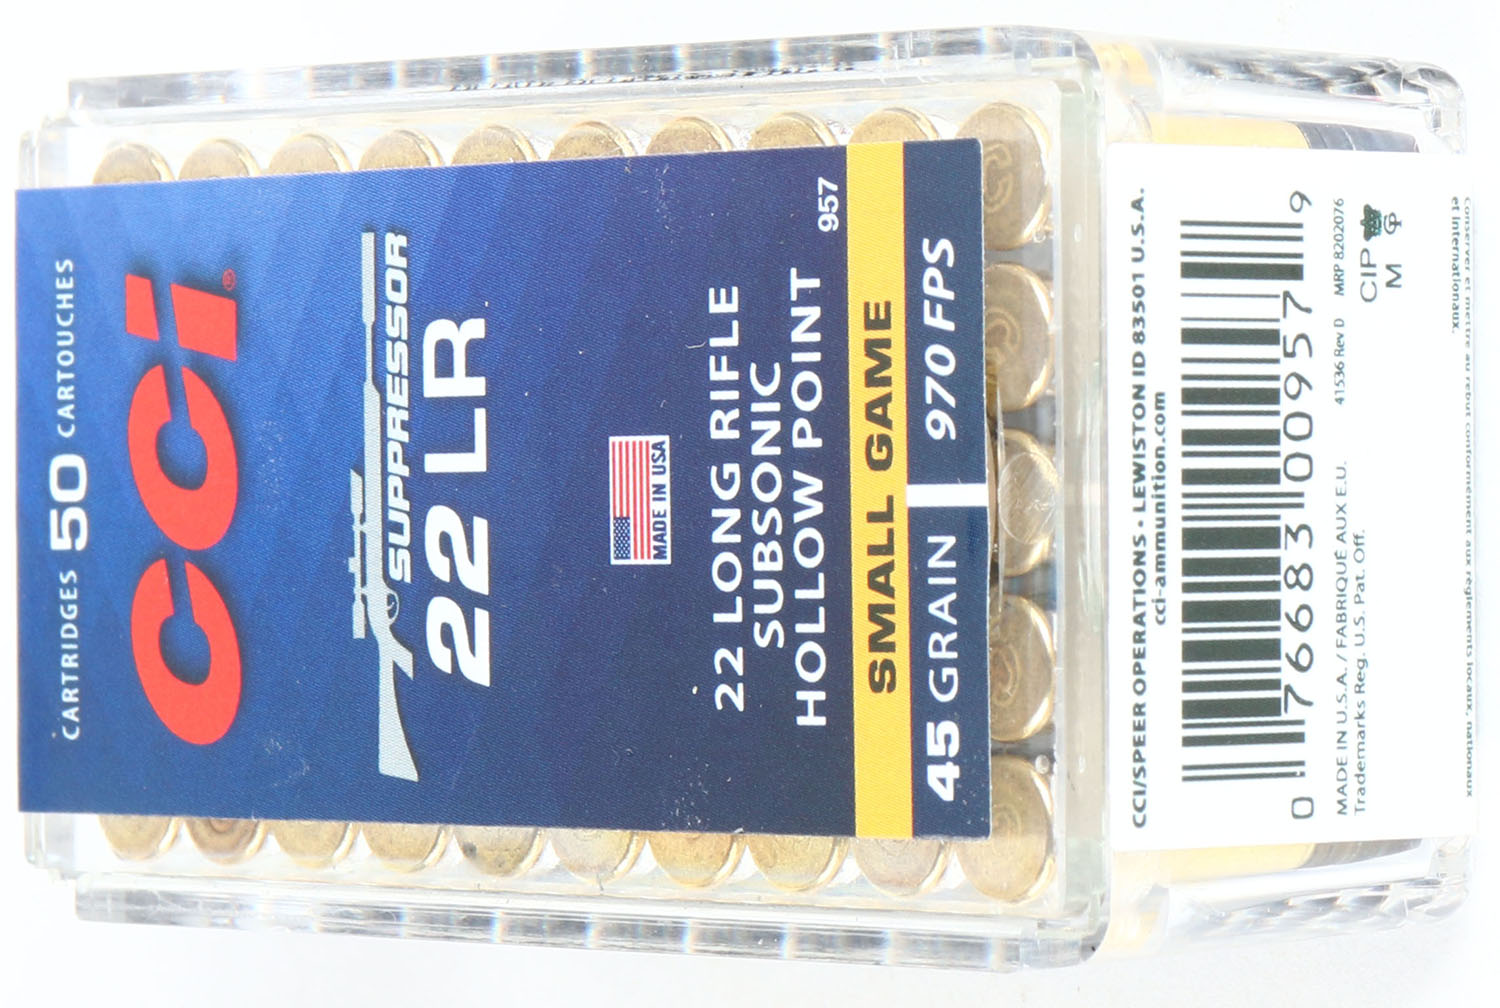 CARTRIDGES 50 CARTOUCHES
CCI®
SUPPRESSOR
22 LR
MADE IN USA
22 LONG RIFLE
SUBSONIC
HOLLOW POINT
957
SMALL GAME
45 GRAIN 970 FPS
CCI/SPEER OPERATIONS • LEWISTON ID 83501 U.S.A.
cci-ammunition.com
0 76683 00957 9
MADE IN U.S.A. / FABRIQUÉ AUX E.U. 41536 Rev D MRP 8202076
Trademarks Reg. U.S. Pat. Off.
CIP
M
Conserver et mettre au rebut conformément aux règlements locaux, nationaux
et internationaux.